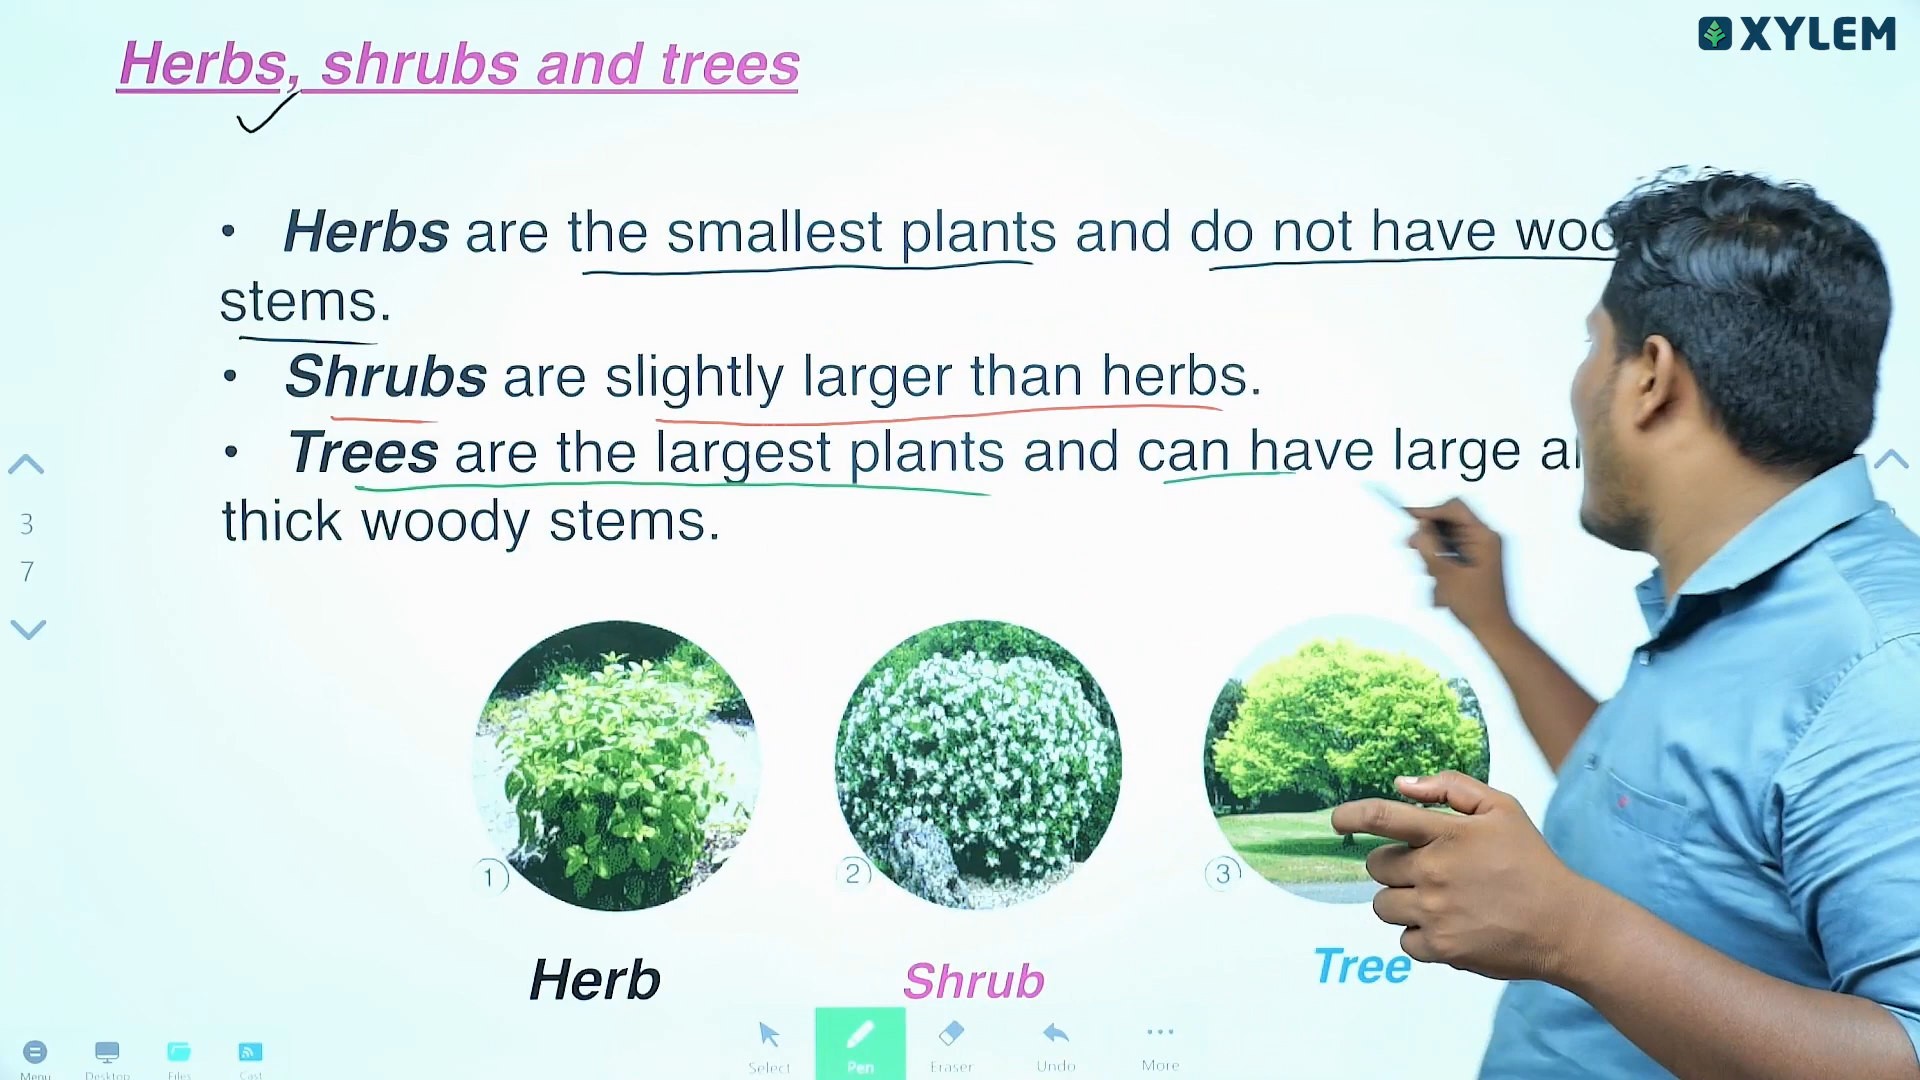 XYLEM
Herbs, shrubs and trees
• Herbs are the smallest plants and do not have
stems.
• Shrubs are slightly larger than herbs.
• Trees are the largest plants and can have large
thick woody stems.
3
7
1
2
3
Herb
Shrub
Tree
Menu
Desktop
Files
Cast
Select
Pen
Eraser
Undo
More